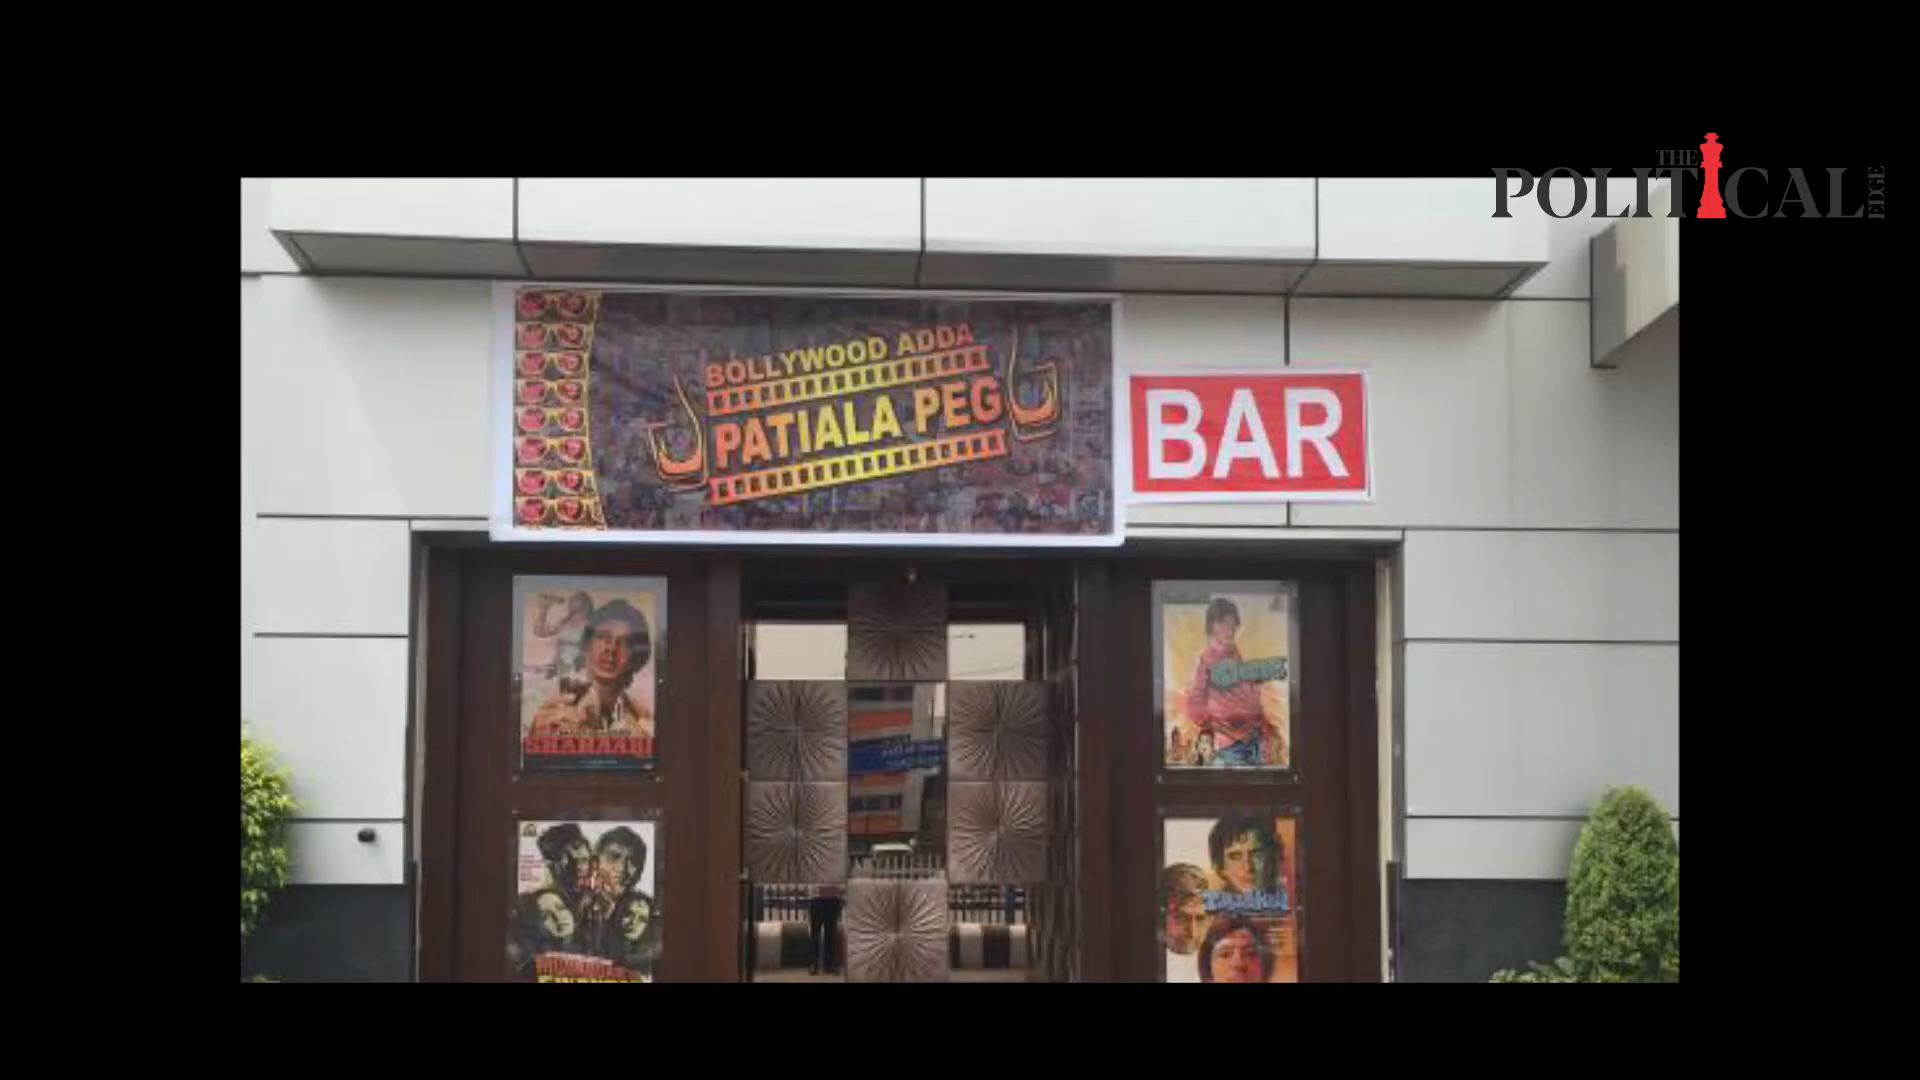 THE
POLITICAL
EDGE
BOLLYWOOD ADDA
PATIALA PEG
BAR
SHARAABI